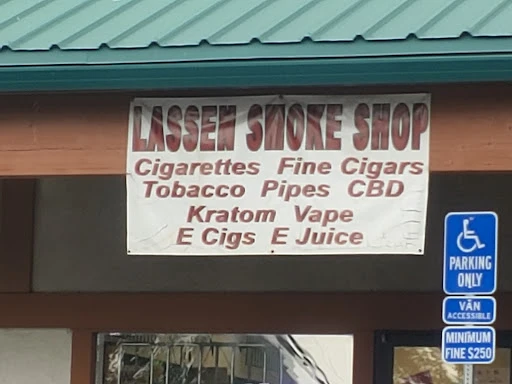 LASSEN SMOKE SHOP
Cigarettes Fine Cigars
Tobacco Pipes CBD
Kratom Vape
E Cigs E Juice
PARKING
ONLY
VAN
ACCESSIBLE
MINIMUM
FINE $250